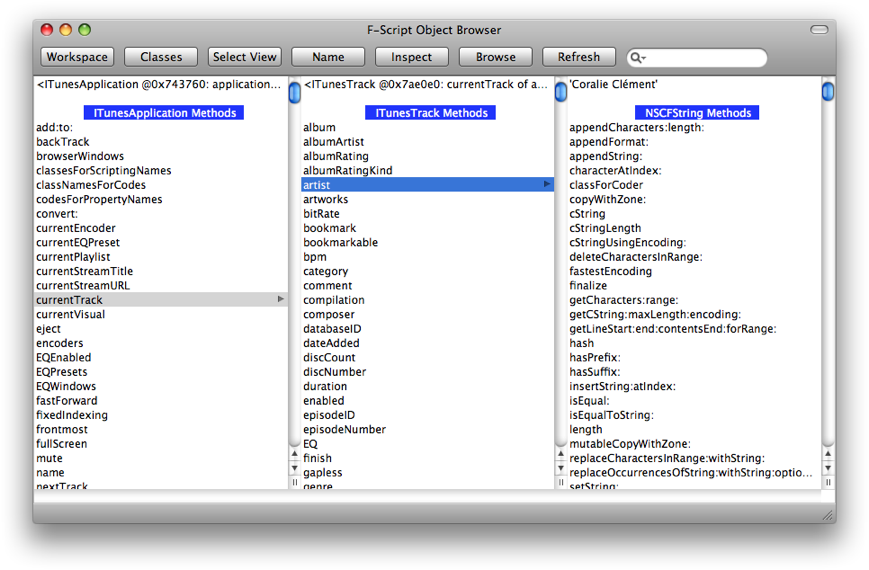 F-Script Object Browser
Workspace
Classes
Select View
Name
Inspect
Browse
Refresh
<ITunesApplication @0x743760: application...
ITunesApplication Methods
add:to:
backTrack
browserWindows
classesForScriptingNames
classNamesForCodes
codesForPropertyNames
convert:
currentEncoder
currentEQPreset
currentPlaylist
currentStreamTitle
currentStreamURL
currentTrack
currentVisual
eject
encoders
EQEnabled
EQPresets
EQWindows
fastForward
fixedIndexing
frontmost
fullScreen
mute
name
nextTrack
<ITunesTrack @0x7ae0e0: currentTrack of a...
ITunesTrack Methods
album
albumArtist
albumRating
albumRatingKind
artist
artworks
bitRate
bookmark
bookmarkable
bpm
category
comment
compilation
composer
databaseID
dateAdded
discCount
discNumber
duration
enabled
episodeID
episodeNumber
EQ
finish
gapless
genre
'Coralie Clément'
NSCFString Methods
appendCharacters:length:
appendFormat:
appendString:
characterAtIndex:
classForCoder
copyWithZone:
cString
cStringLength
cStringUsingEncoding:
deleteCharactersInRange:
fastestEncoding
finalize
getCharacters:range:
getCString:maxLength:encoding:
getLineStart:end:contentsEnd:forRange:
hash
hasPrefix:
hasSuffix:
insertString:atIndex:
isEqual:
isEqualToString:
length
mutableCopyWithZone:
replaceCharactersInRange:withString:
replaceOccurrencesOfString:withString:optio...
setString: